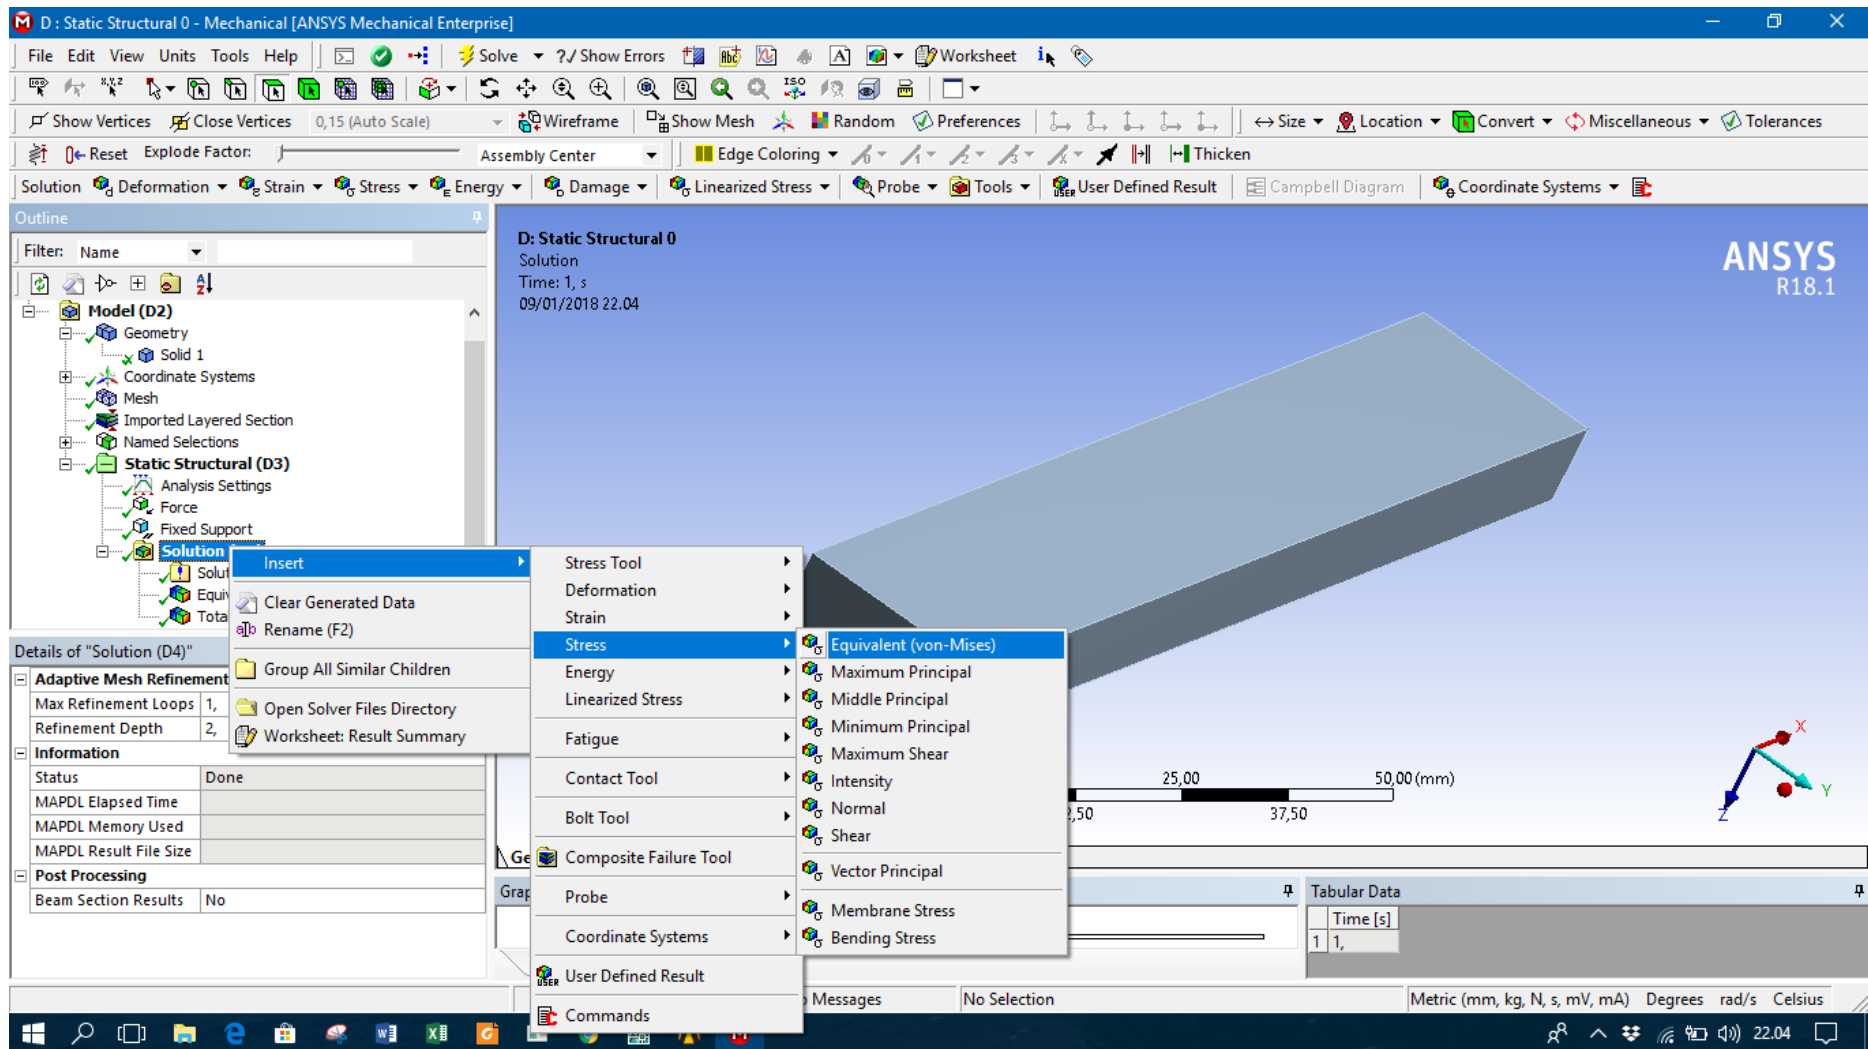 D : Static Structural 0 - Mechanical [ANSYS Mechanical Enterprise]
File Edit View Units Tools Help Solve ?/ Show Errors Worksheet
Show Vertices Close Vertices 0,15 (Auto Scale) Wireframe Show Mesh Random Preferences Size Location Convert Miscellaneous Tolerances
Reset Explode Factor: Assembly Center Edge Coloring Thicken
Solution Deformation Strain Stress Energy Damage Linearized Stress Probe Tools User Defined Result Campbell Diagram Coordinate Systems
Outline
Filter: Name
Model (D2)
Geometry
Solid 1
Coordinate Systems
Mesh
Imported Layered Section
Named Selections
Static Structural (D3)
Analysis Settings
Force
Fixed Support
Solution
Solut
Equiv
Tota
Insert
Clear Generated Data
Rename (F2)
Group All Similar Children
Open Solver Files Directory
Worksheet: Result Summary
Stress Tool
Deformation
Strain
Stress
Energy
Linearized Stress
Fatigue
Contact Tool
Bolt Tool
Composite Failure Tool
Probe
Coordinate Systems
User Defined Result
Commands
Equivalent (von-Mises)
Maximum Principal
Middle Principal
Minimum Principal
Maximum Shear
Intensity
Normal
Shear
Vector Principal
Membrane Stress
Bending Stress
Details of "Solution (D4)"
Adaptive Mesh Refinement
Max Refinement Loops 1,
Refinement Depth 2,
Information
Status Done
MAPDL Elapsed Time
MAPDL Memory Used
MAPDL Result File Size
Post Processing
Beam Section Results No
D: Static Structural 0
Solution
Time: 1, s
09/01/2018 22.04
ANSYS
R18.1
25,00 50,00 (mm)
2,50 37,50
X
Y
Z
Ge
Grap
Tabular Data
Time [s]
1 1,
Messages No Selection Metric (mm, kg, N, s, mV, mA) Degrees rad/s Celsius
22.04